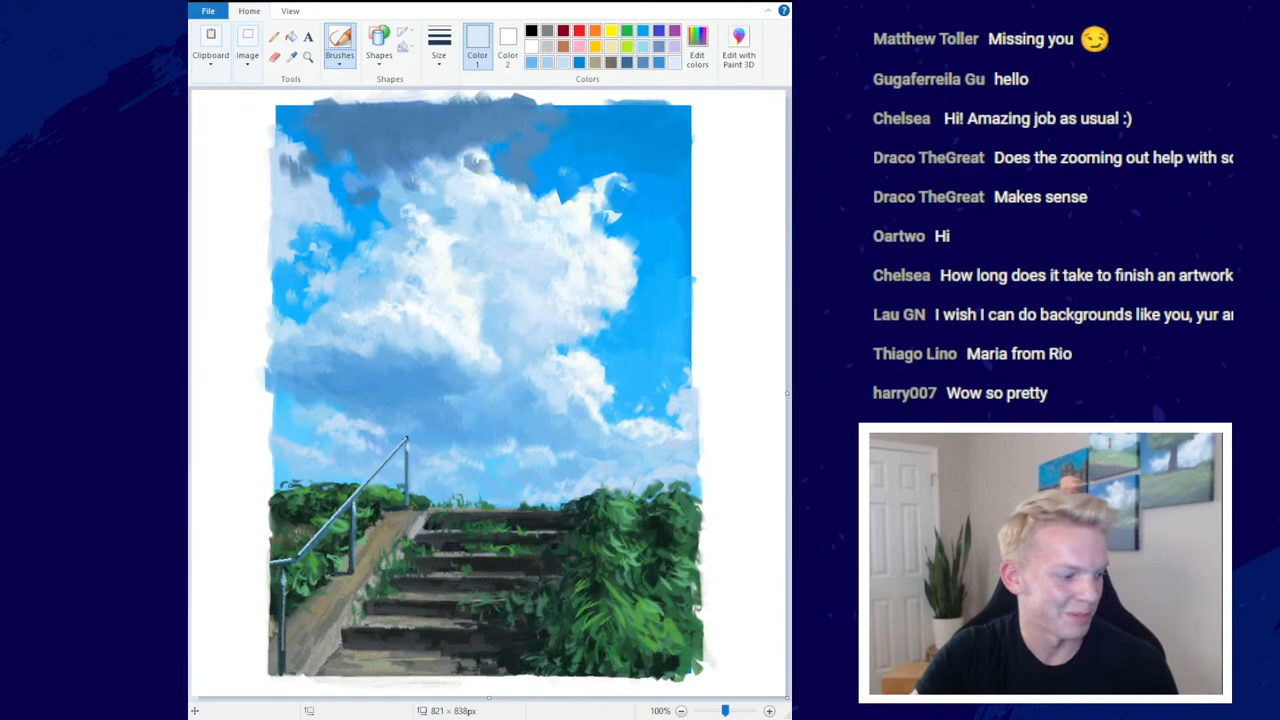 File
Home
View
Clipboard
Image
Tools
A
Brushes
Shapes
Shapes
Size
Color 1
Color 2
Edit colors
Edit with Paint 3D
Colors
Matthew Toller Missing you 😏
Gugaferreila Gu hello
Chelsea Hi! Amazing job as usual :)
Draco TheGreat Does the zooming out help with
Draco TheGreat Makes sense
Oartwo Hi
Chelsea How long does it take to finish an artwork
Lau GN I wish I can do backgrounds like you, yur
Thiago Lino Maria from Rio
harry007 Wow so pretty
821 × 838px
100%